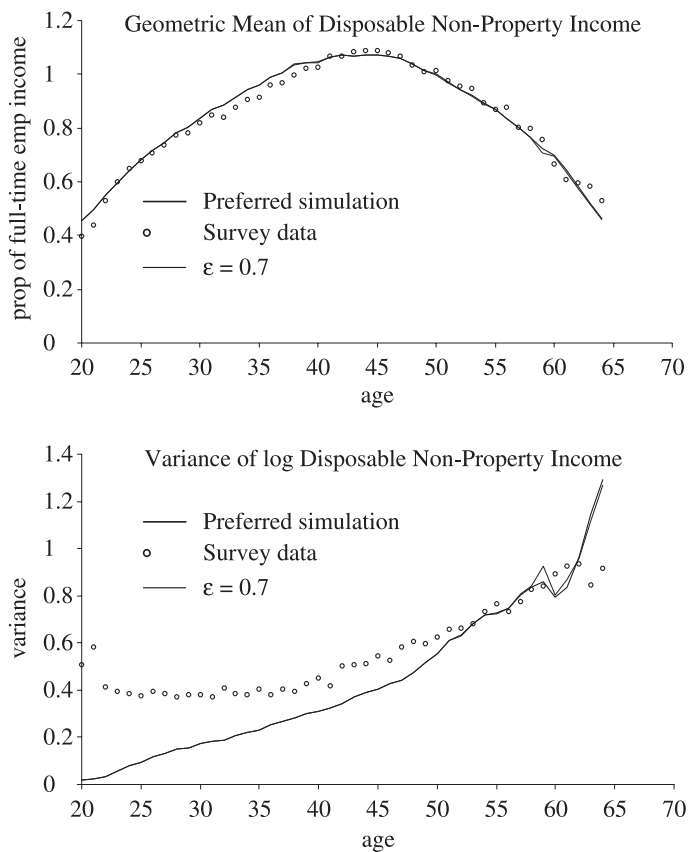 Geometric Mean of Disposable Non-Property Income
prop of full-time emp income
1.2
1
0.8
0.6
0.4
0.2
0
Preferred simulation
Survey data
ε = 0.7
20 25 30 35 40 45 50 55 60 65 70
age
Variance of log Disposable Non-Property Income
variance
1.4
1.2
1
0.8
0.6
0.4
0.2
0
Preferred simulation
Survey data
ε = 0.7
20 25 30 35 40 45 50 55 60 65 70
age